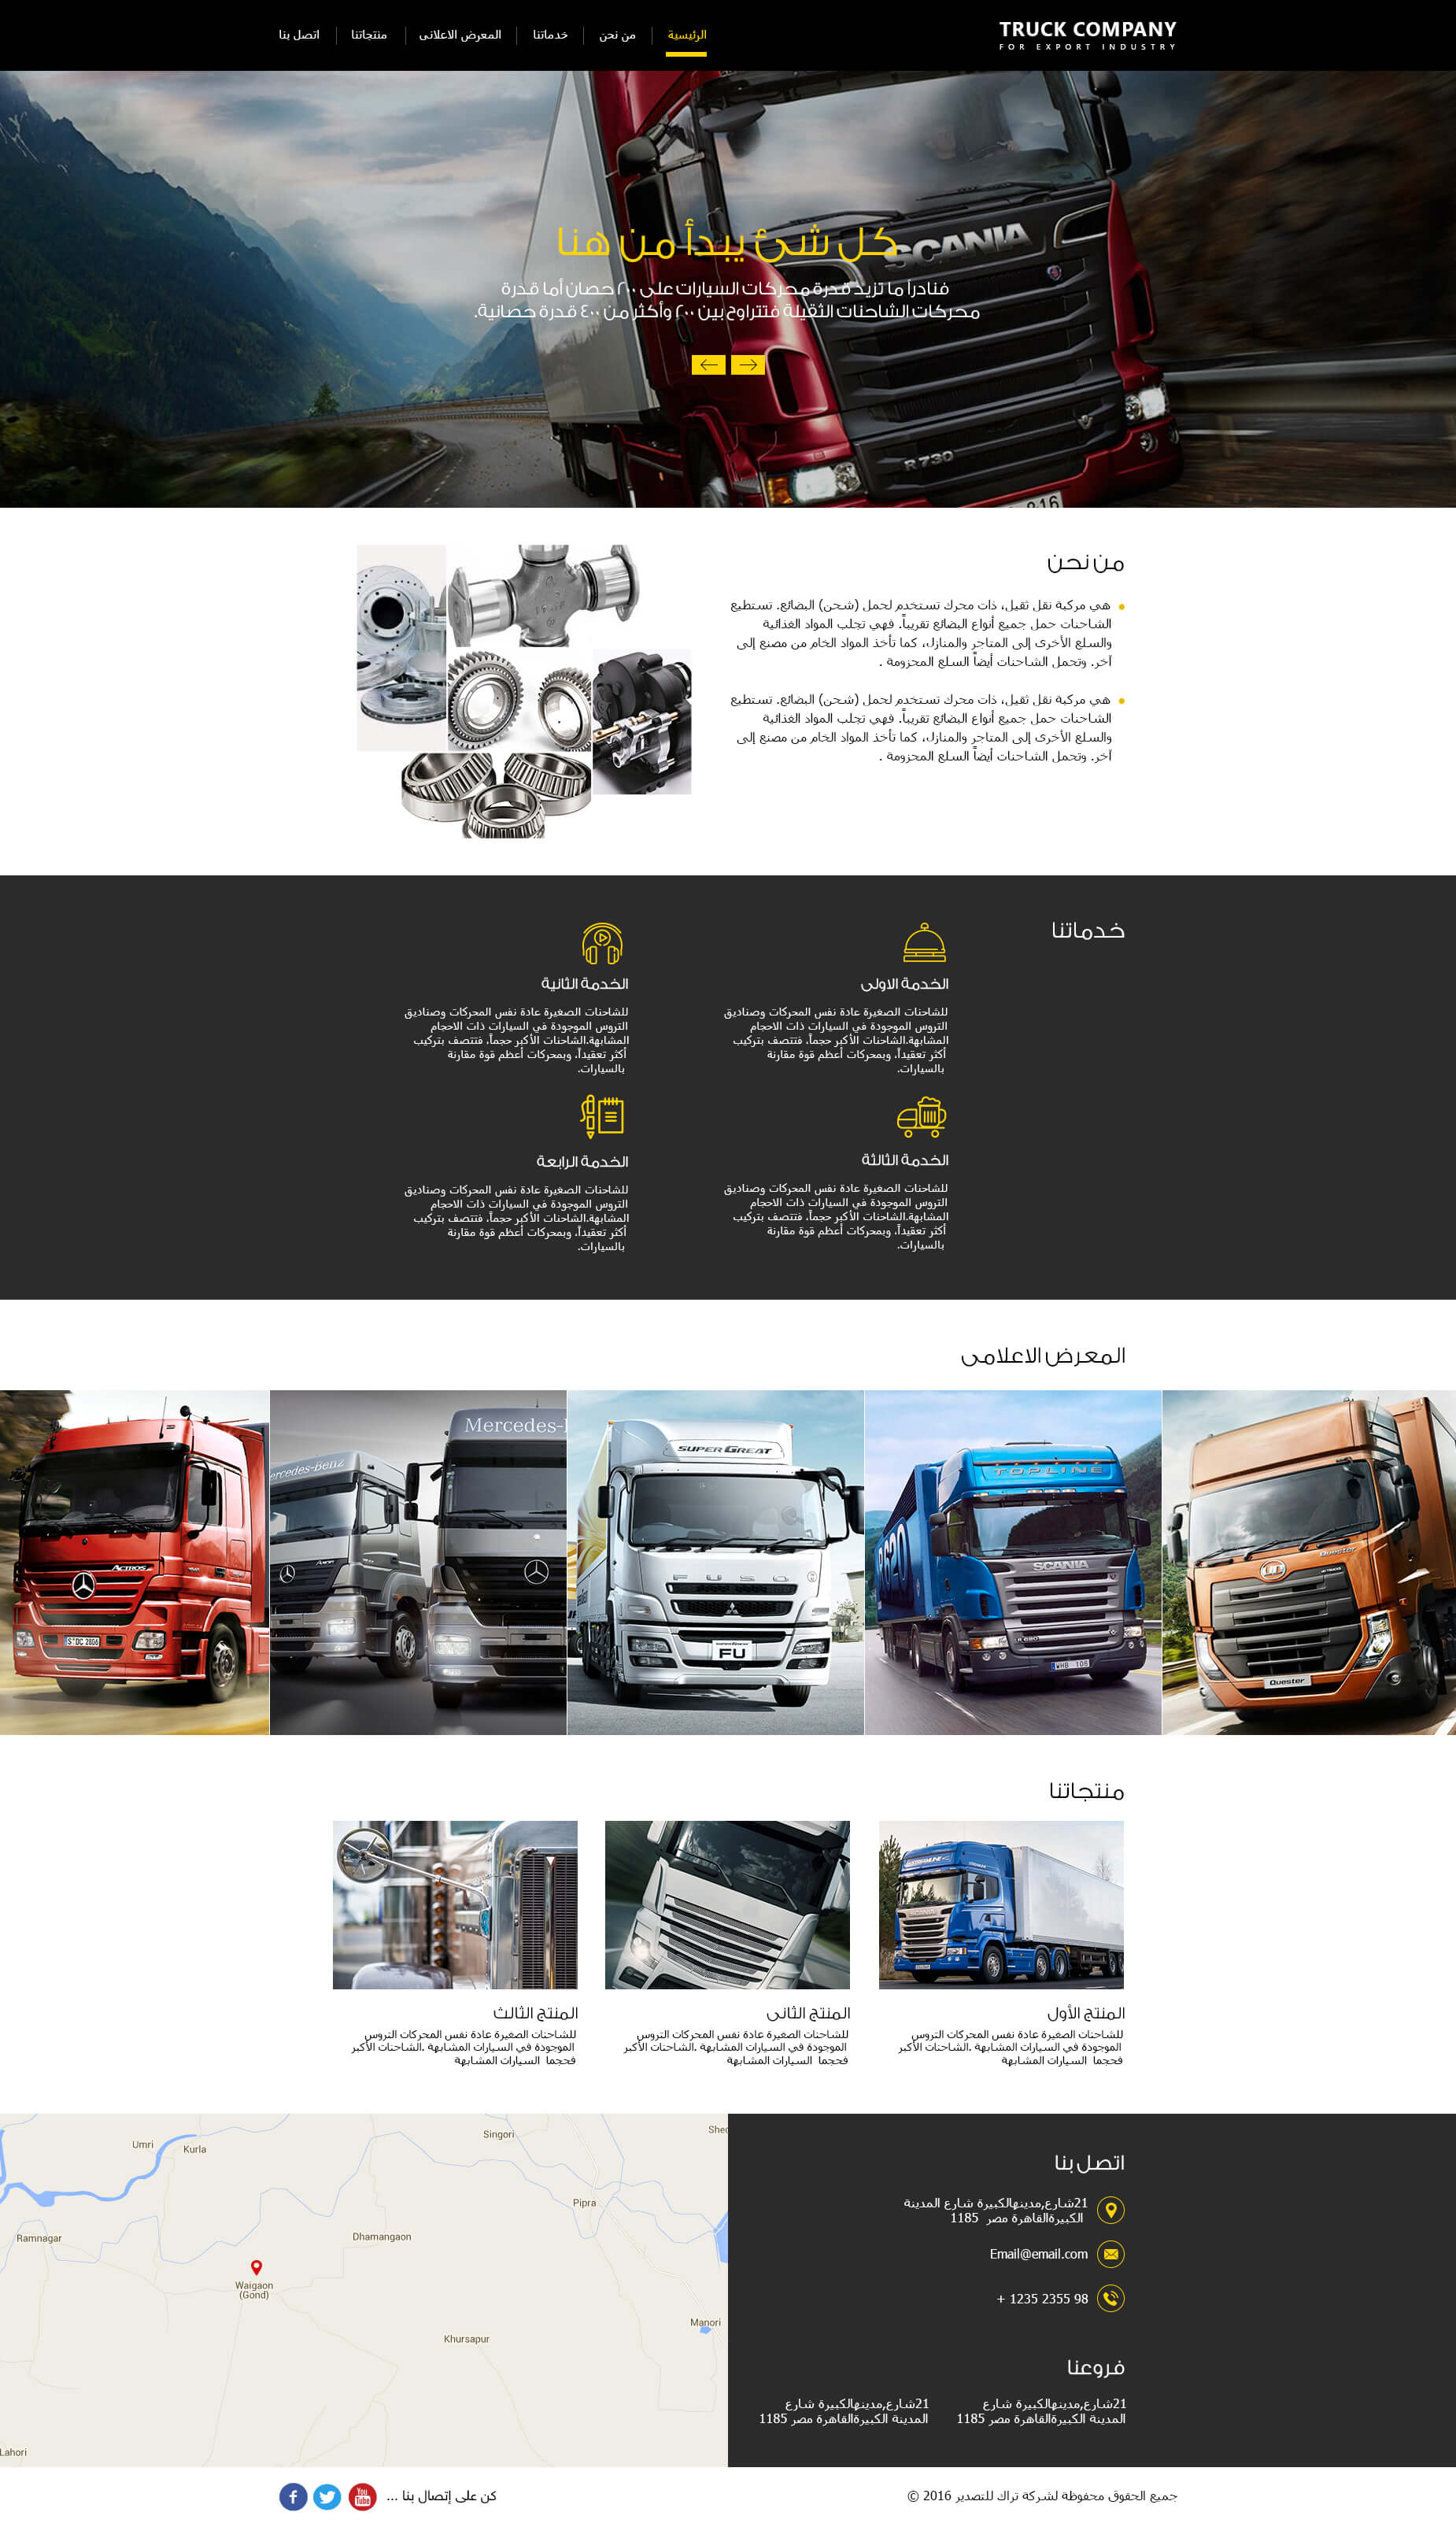 TRUCK COMPANY
FOR EXPORT INDUSTRY
الرئيسية
من نحن
خدماتنا
المعرض الاعلانى
منتجاتنا
اتصل بنا
كل شئ يبدأ من هنا
فنادراً ما تزيد قدرة محركات السيارات على ٢٠٠ حصان أما قدرة
محركات الشاحنات الثقيلة فتتراوح بين ٢٠٠ وأكثر من ٤٠٠ قدرة حصانية.
SCANIA
R 730
من نحن
هي مركبة نقل ثقيل، ذات محرك تستخدم لحمل (شحن) البضائع. تستطيع
الشاحنات حمل جميع أنواع البضائع تقريباً. فهي تجلب المواد الغذائية
والسلع الأخرى إلى المتاجر والمنازل، كما تأخذ المواد الخام من مصنع إلى
آخر. وتحمل الشاحنات أيضاً السلع المحزومة .
هي مركبة نقل ثقيل، ذات محرك تستخدم لحمل (شحن) البضائع. تستطيع
الشاحنات حمل جميع أنواع البضائع تقريباً. فهي تجلب المواد الغذائية
والسلع الأخرى إلى المتاجر والمنازل، كما تأخذ المواد الخام من مصنع إلى
آخر. وتحمل الشاحنات أيضاً السلع المحزومة .
خدماتنا
الخدمة الاولى
للشاحنات الصغيرة عادة نفس المحركات وصناديق
التروس الموجودة في السيارات ذات الاحجام
المشابهة.الشاحنات الأكبر حجماً، فتتصف بتركيب
أكثر تعقيداً، وبمحركات أعظم قوة مقارنة
بالسيارات.
الخدمة الثانية
للشاحنات الصغيرة عادة نفس المحركات وصناديق
التروس الموجودة في السيارات ذات الاحجام
المشابهة.الشاحنات الأكبر حجماً، فتتصف بتركيب
أكثر تعقيداً، وبمحركات أعظم قوة مقارنة
بالسيارات.
الخدمة الثالثة
للشاحنات الصغيرة عادة نفس المحركات وصناديق
التروس الموجودة في السيارات ذات الاحجام
المشابهة.الشاحنات الأكبر حجماً، فتتصف بتركيب
أكثر تعقيداً، وبمحركات أعظم قوة مقارنة
بالسيارات.
الخدمة الرابعة
للشاحنات الصغيرة عادة نفس المحركات وصناديق
التروس الموجودة في السيارات ذات الاحجام
المشابهة.الشاحنات الأكبر حجماً، فتتصف بتركيب
أكثر تعقيداً، وبمحركات أعظم قوة مقارنة
بالسيارات.
المعرض الاعلامى
Quester
Quester
TOPLINE
SCANIA
R 620
WHB 106
SUPER GREAT
FUSO
FU
Mercedes-B
ercedes-Benz
ACTROS
S·DC 2806
منتجاتنا
SCANIA
المنتج الأول
للشاحنات الصغيرة عادة نفس المحركات التروس
الموجودة في السيارات المشابهة .الشاحنات الأكبر
فحجما السيارات المشابهة
المنتج الثانى
للشاحنات الصغيرة عادة نفس المحركات التروس
الموجودة في السيارات المشابهة .الشاحنات الأكبر
فحجما السيارات المشابهة
المنتج الثالث
للشاحنات الصغيرة عادة نفس المحركات التروس
الموجودة في السيارات المشابهة .الشاحنات الأكبر
فحجما السيارات المشابهة
اتصل بنا
21شارع,مدينهالكبيرة شارع المدينة
الكبيرةالقاهرة مصر 1185
Email@email.com
+ 1235 2355 98
فروعنا
21شارع,مدينهالكبيرة شارع
المدينة الكبيرةالقاهرة مصر 1185
21شارع,مدينهالكبيرة شارع
المدينة الكبيرةالقاهرة مصر 1185
Umri
Kurla
Singori
Shed
Pipra
Ramnagar
Dhamangaon
Waigaon
(Gond)
Manori
Khursapur
Lahori
جميع الحقوق محفوظة لشركة تراك للتصدير 2016 ©
كن على إتصال بنا ...
You
Tube